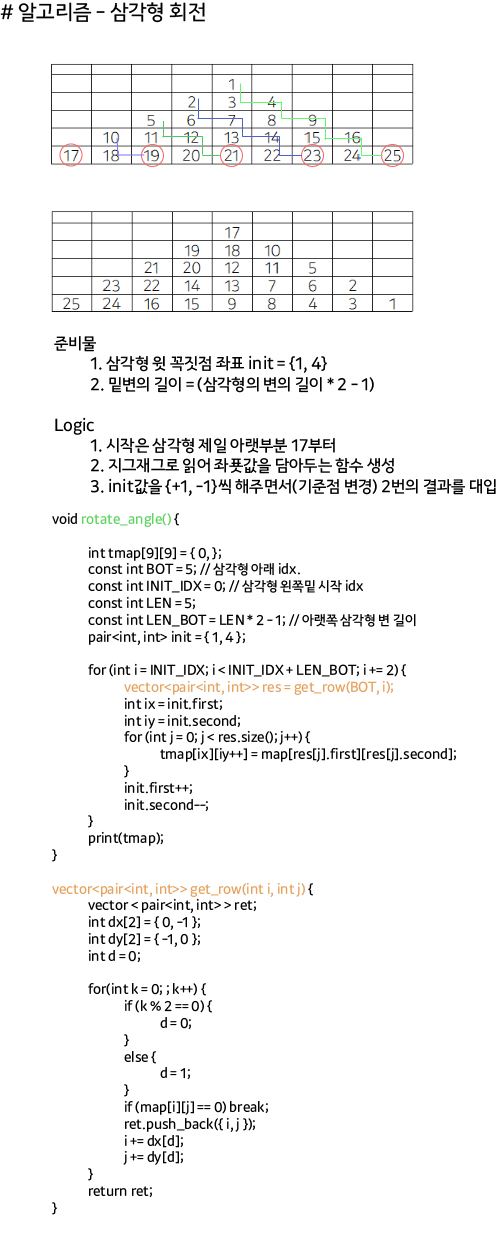 # 알고리즘 - 삼각형 회전
1
2 3 4
5 6 7 8 9
10 11 12 13 14 15 16
17 18 19 20 21 22 23 24 25
17
19 18 10
21 20 12 11 5
23 22 14 13 7 6 2
25 24 16 15 9 8 4 3 1
준비물
1. 삼각형 윗 꼭짓점 좌표 init = {1, 4}
2. 밑변의 길이 = (삼각형의 변의 길이 * 2 - 1)
Logic
1. 시작은 삼각형 제일 아랫부분 17부터
2. 지그재그로 읽어 좌푯값을 담아두는 함수 생성
3. init값을 {+1, -1}씩 해주면서(기준점 변경) 2번의 결과를 대입
void rotate_angle() {
int tmap[9][9] = { 0, };
const int BOT = 5; // 삼각형 아래 idx.
const int INIT_IDX = 0; // 삼각형 왼쪽밑 시작 idx
const int LEN = 5;
const int LEN_BOT = LEN * 2 - 1; // 아랫쪽 삼각형 변 길이
pair<int, int> init = { 1, 4 };
for (int i = INIT_IDX; i < INIT_IDX + LEN_BOT; i += 2) {
vector<pair<int, int>> res = get_row(BOT, i);
int ix = init.first;
int iy = init.second;
for (int j = 0; j < res.size(); j++) {
tmap[ix][iy++] = map[res[j].first][res[j].second];
}
init.first++;
init.second--;
}
print(tmap);
}
vector<pair<int, int>> get_row(int i, int j) {
vector < pair<int, int> > ret;
int dx[2] = { 0, -1 };
int dy[2] = { -1, 0 };
int d = 0;
for(int k = 0; ; k++) {
if (k % 2 == 0) {
d = 0;
}
else {
d = 1;
}
if (map[i][j] == 0) break;
ret.push_back({ i, j });
i += dx[d];
j += dy[d];
}
return ret;
}